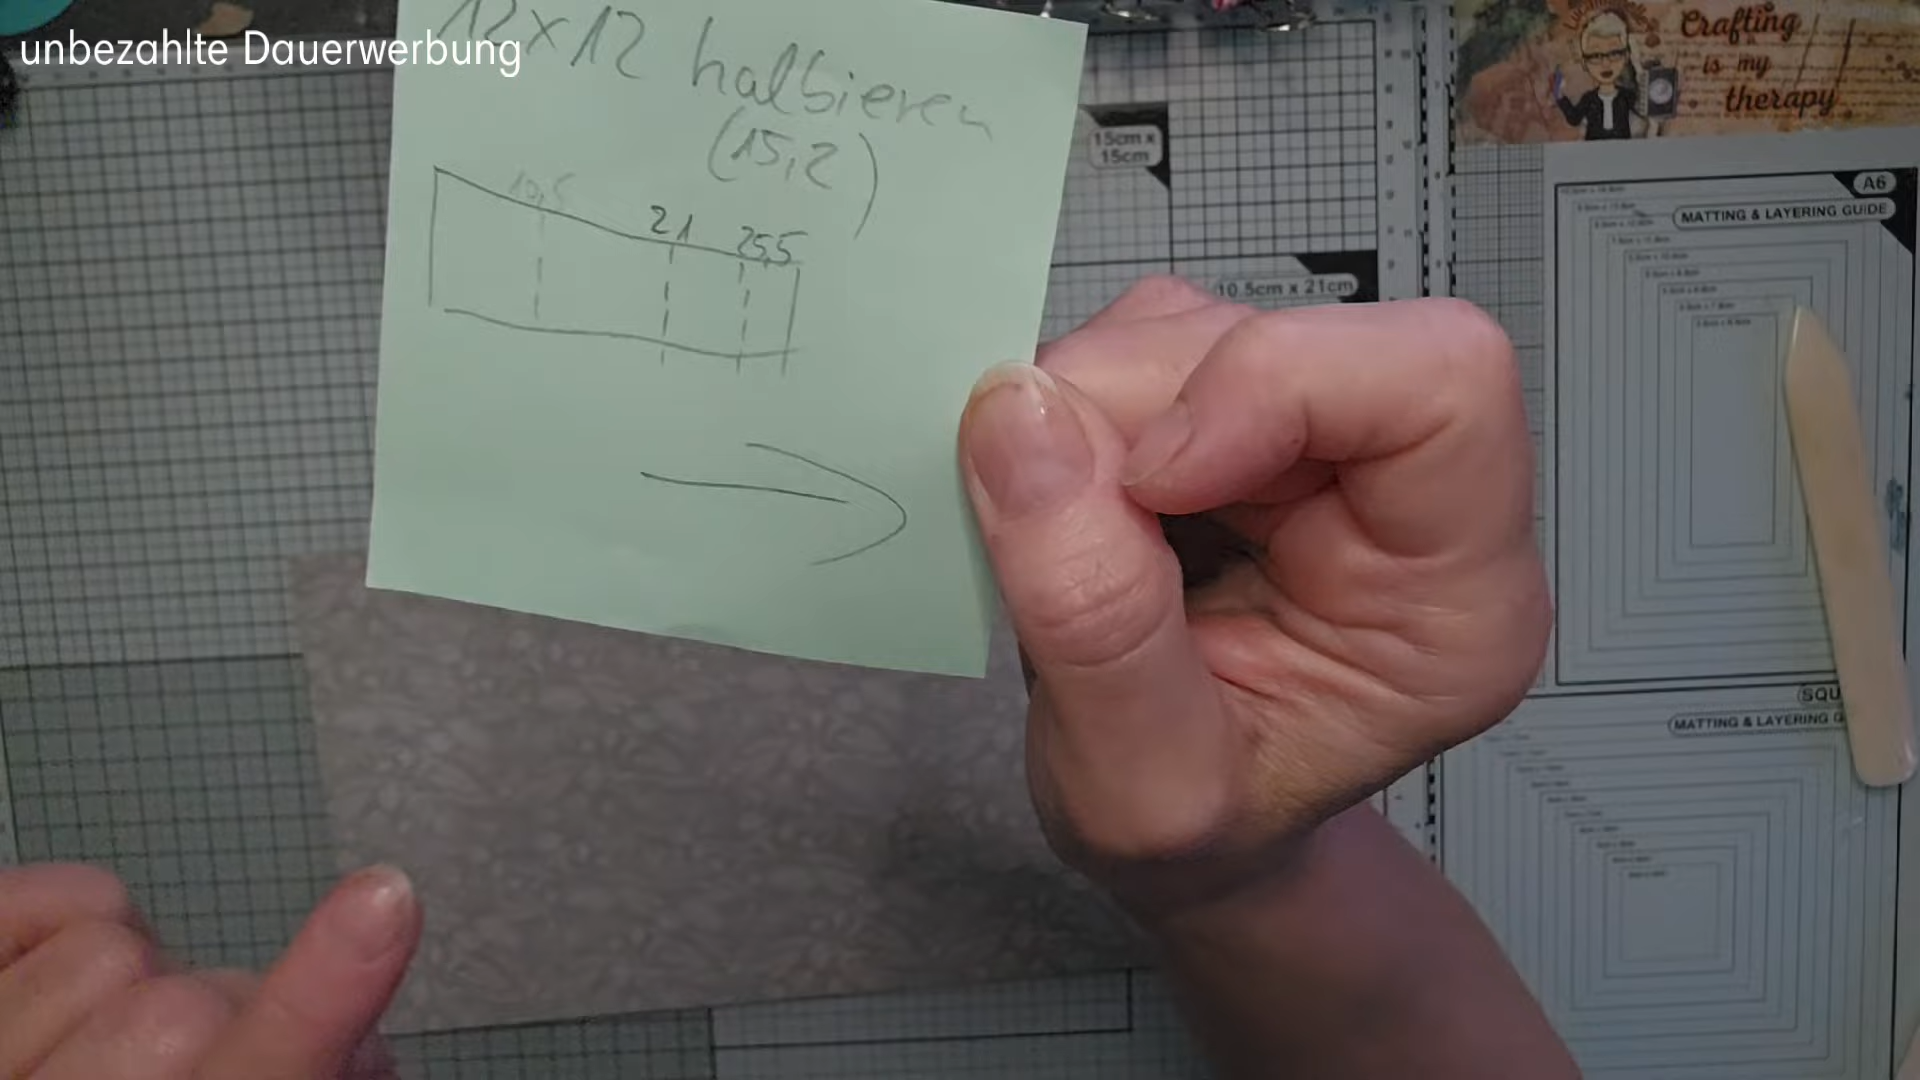 unbezahlte Dauerwerbung
12x12 halbieren
(15,2)
10,5
21
25,5
15cm x
15cm
10.5cm x 21cm
Crafting
is my
therapy
A6
MATTING & LAYERING GUIDE
SQU
MATTING & LAYERING G